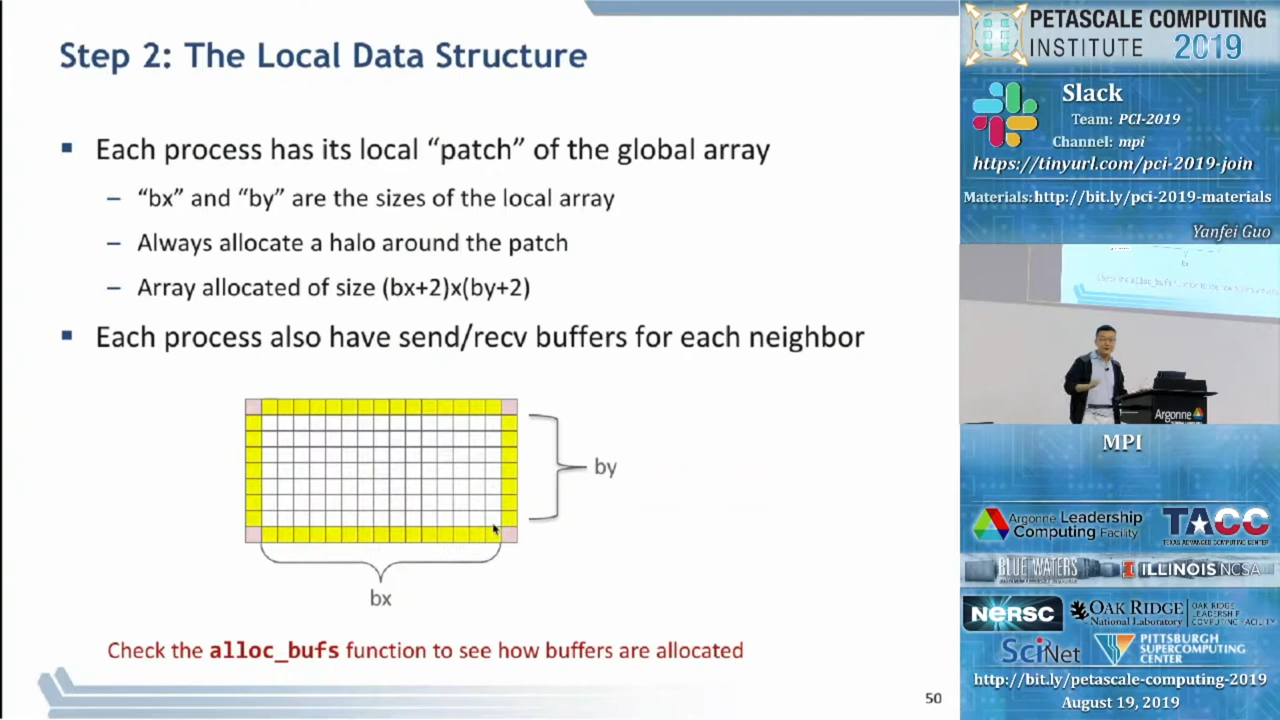 Step 2: The Local Data Structure
Each process has its local “patch” of the global array
– “bx” and “by” are the sizes of the local array
– Always allocate a halo around the patch
– Array allocated of size (bx+2)x(by+2)
Each process also have send/recv buffers for each neighbor
by
bx
Check the alloc_bufs function to see how buffers are allocated
50
PETASCALE COMPUTING
INSTITUTE 2019
Slack
Team: PCI-2019
Channel: mpi
https://tinyurl.com/pci-2019-join
Materials:http://bit.ly/pci-2019-materials
Yanfei Guo
Argonne
MPI
Argonne Leadership
Computing Facility
TACC
TEXAS ADVANCED COMPUTING CENTER
BLUE WATERS
ILLINOIS NCSA
NERSC
OAK RIDGE
National Laboratory
OAK RIDGE
LEADERSHIP
COMPUTING FACILITY
SciNet
PITTSBURGH
SUPERCOMPUTING
CENTER
http://bit.ly/petascale-computing-2019
August 19, 2019